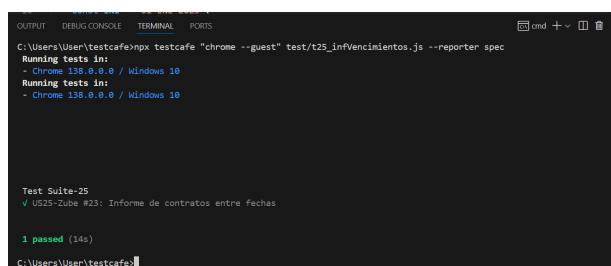 OUTPUT DEBUG CONSOLE TERMINAL PORTS cmd
C:\Users\User\testcafe>npx testcafe "chrome --guest" test/t25_infVencimientos.js --reporter spec
Running tests in:
- Chrome 138.0.0.0 / Windows 10
Running tests in:
- Chrome 138.0.0.0 / Windows 10
Test Suite-25
√ US25-Zube #23: Informe de contratos entre fechas
1 passed (14s)
C:\Users\User\testcafe>